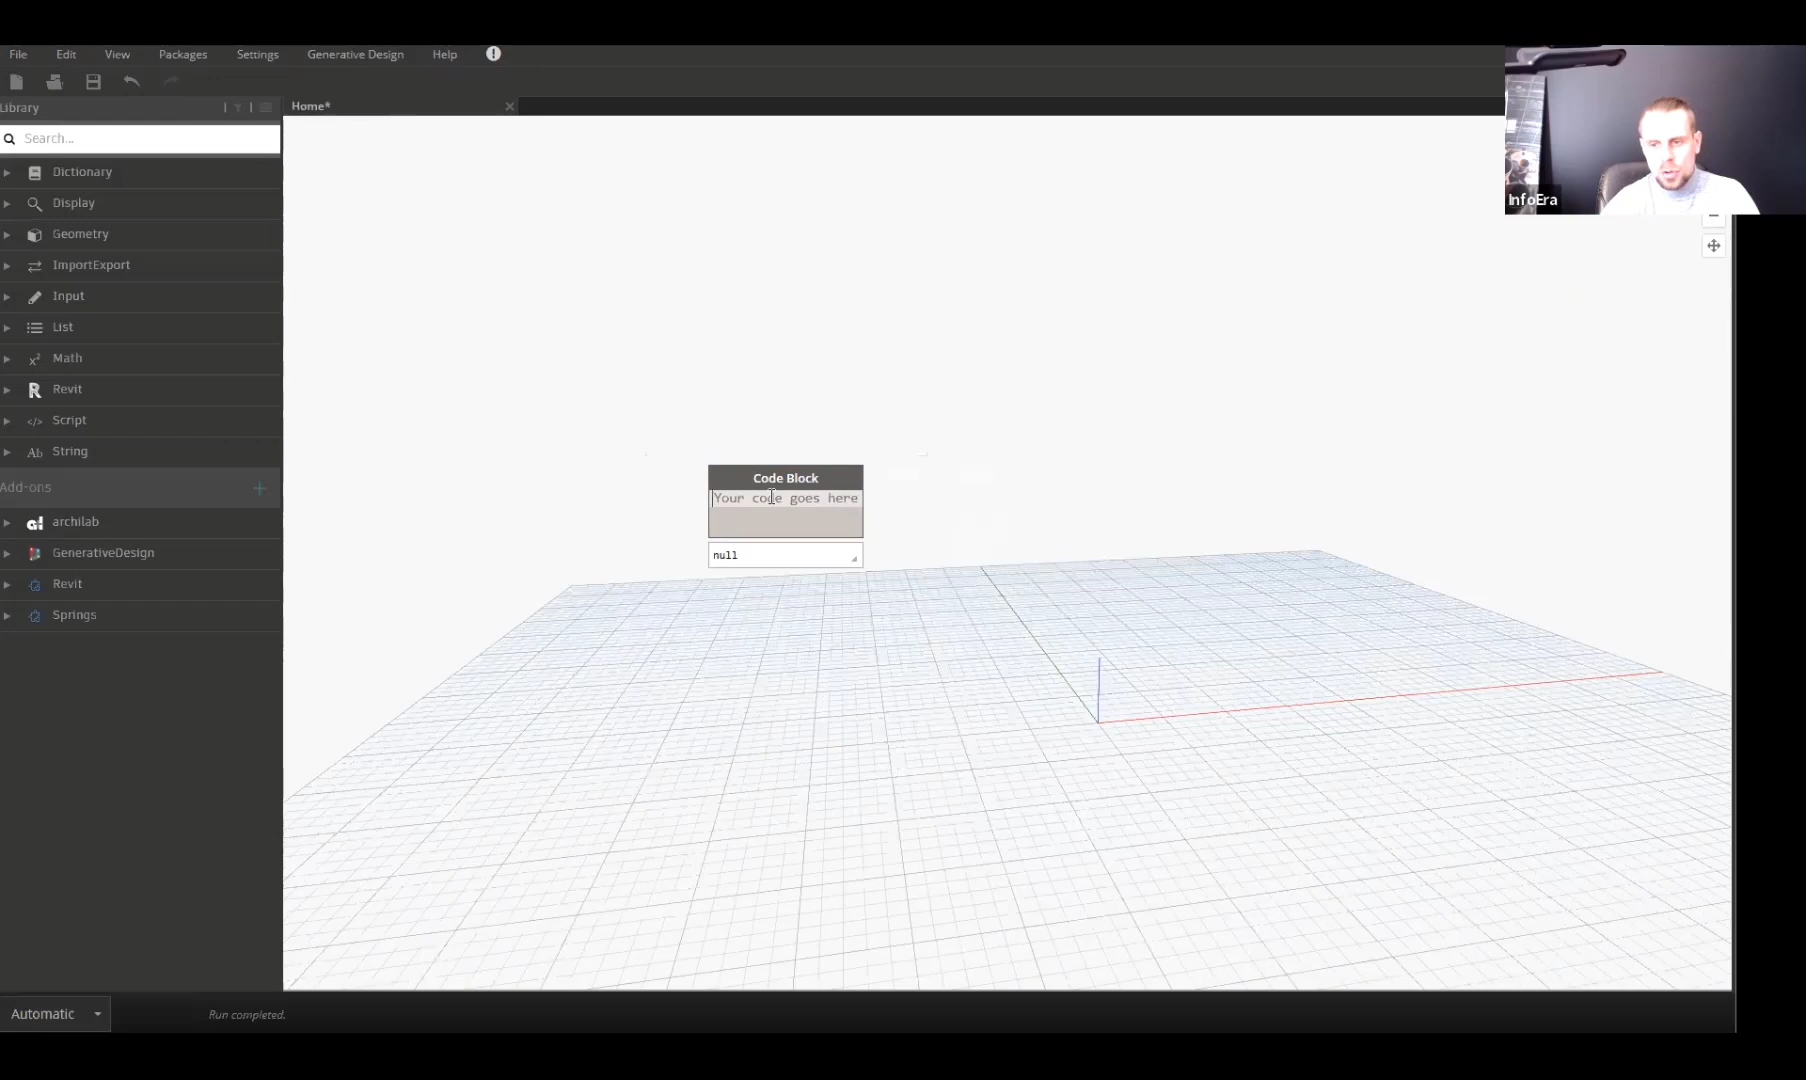 File Edit View Packages Settings Generative Design Help
Library
Home*
Search...
Dictionary
Display
Geometry
ImportExport
Input
List
Math
Revit
Script
String
Add-ons
archilab
GenerativeDesign
Revit
Springs
Code Block
Your code goes here
null
InfoEra
Automatic
Run completed.